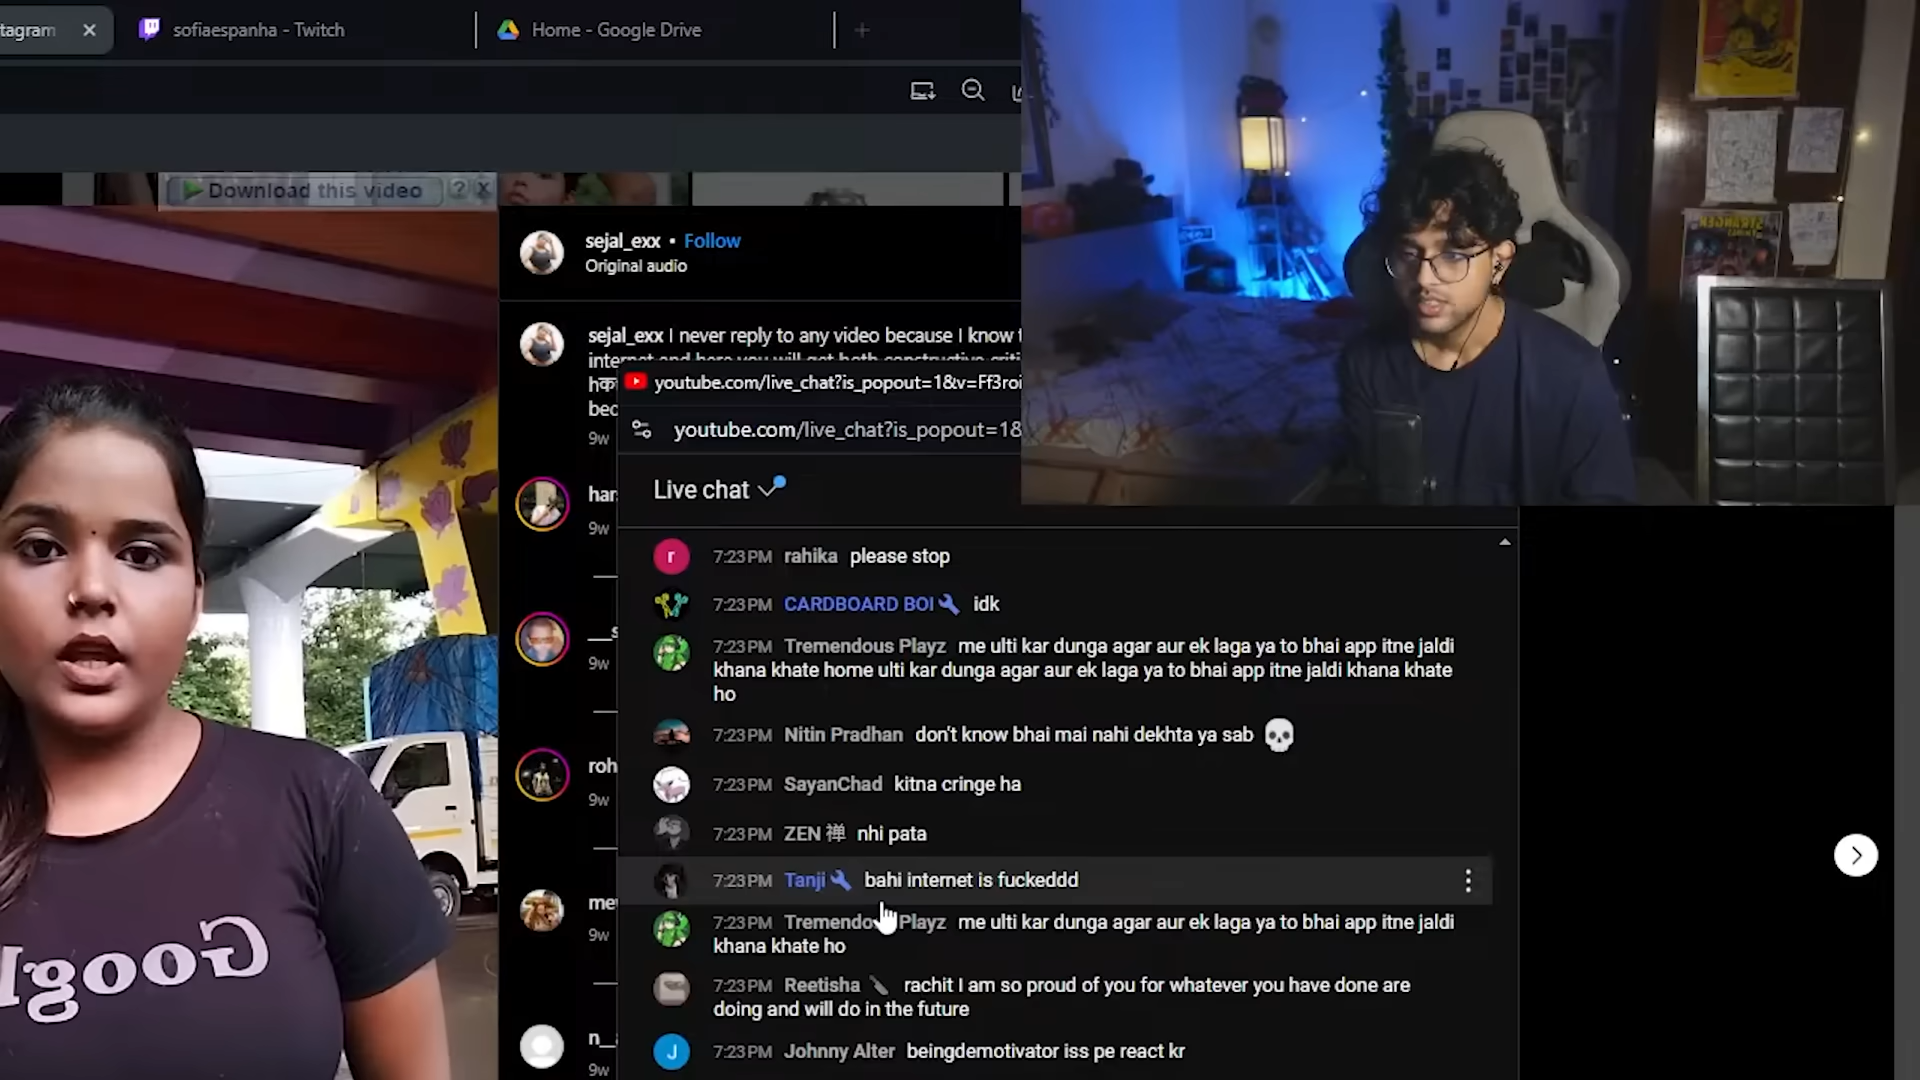 tagram
sofiaespanha - Twitch
Home - Google Drive
Download this video
sejal_exx • Follow
Original audio
sejal_exx I never reply to any video because I know
youtube.com/live_chat?is_popout=1&v=Ff3roi
bec
youtube.com/live_chat?is_popout=1&
9w
Live chat
har
9w
7:23 PM rahika please stop
7:23 PM CARDBOARD BOI idk
7:23 PM Tremendous Playz me ulti kar dunga agar aur ek laga ya to bhai app itne jaldi
khana khate home ulti kar dunga agar aur ek laga ya to bhai app itne jaldi khana khate
ho
9w
7:23 PM Nitin Pradhan don't know bhai mai nahi dekhta ya sab 💀
roh
9w
7:23 PM SayanChad kitna cringe ha
7:23 PM ZEN 禅 nhi pata
7:23 PM Tanji bahi internet is fuckeddd
me
9w
7:23 PM Tremendous Playz me ulti kar dunga agar aur ek laga ya to bhai app itne jaldi
khana khate ho
7:23 PM Reetisha rachit I am so proud of you for whatever you have done are
doing and will do in the future
n_
9w
J
7:23 PM Johnny Alter beingdemotivator iss pe react kr
Googl